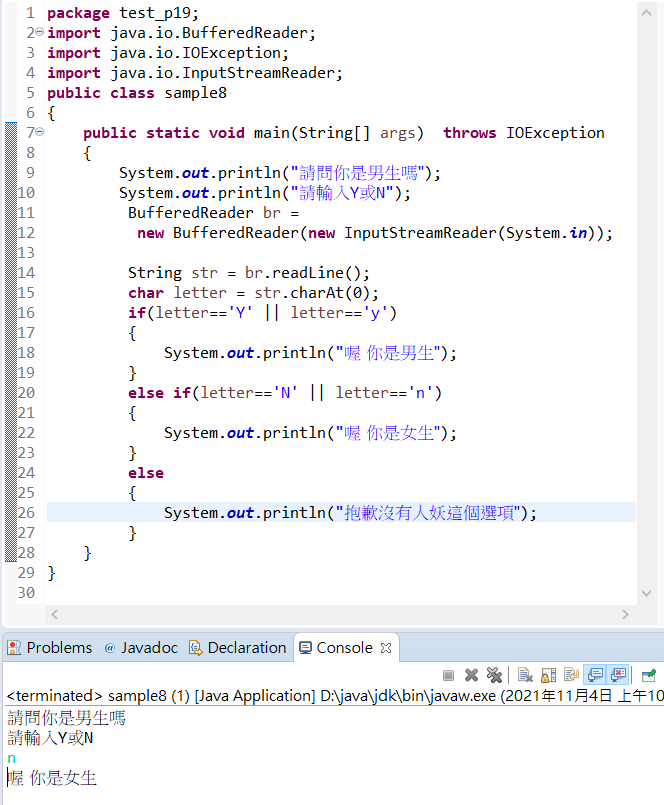 1 package test_p19;
2 import java.io.BufferedReader;
3 import java.io.IOException;
4 import java.io.InputStreamReader;
5 public class sample8
6 {
7 public static void main(String[] args)  throws IOException
8 {
9 System.out.println("請問你是男生嗎");
10 System.out.println("請輸入Y或N");
11 BufferedReader br =
12 new BufferedReader(new InputStreamReader(System.in));
13
14 String str = br.readLine();
15 char letter = str.charAt(0);
16 if(letter=='Y' || letter=='y')
17 {
18 System.out.println("喔 你是男生");
19 }
20 else if(letter=='N' || letter=='n')
21 {
22 System.out.println("喔 你是女生");
23 }
24 else
25 {
26 System.out.println("抱歉沒有人妖這個選項");
27 }
28 }
29 }
30
Problems Javadoc Declaration Console
<terminated> sample8 (1) [Java Application] D:\java\jdk\bin\javaw.exe (2021年11月4日 上午10
請問你是男生嗎
請輸入Y或N
n
喔 你是女生